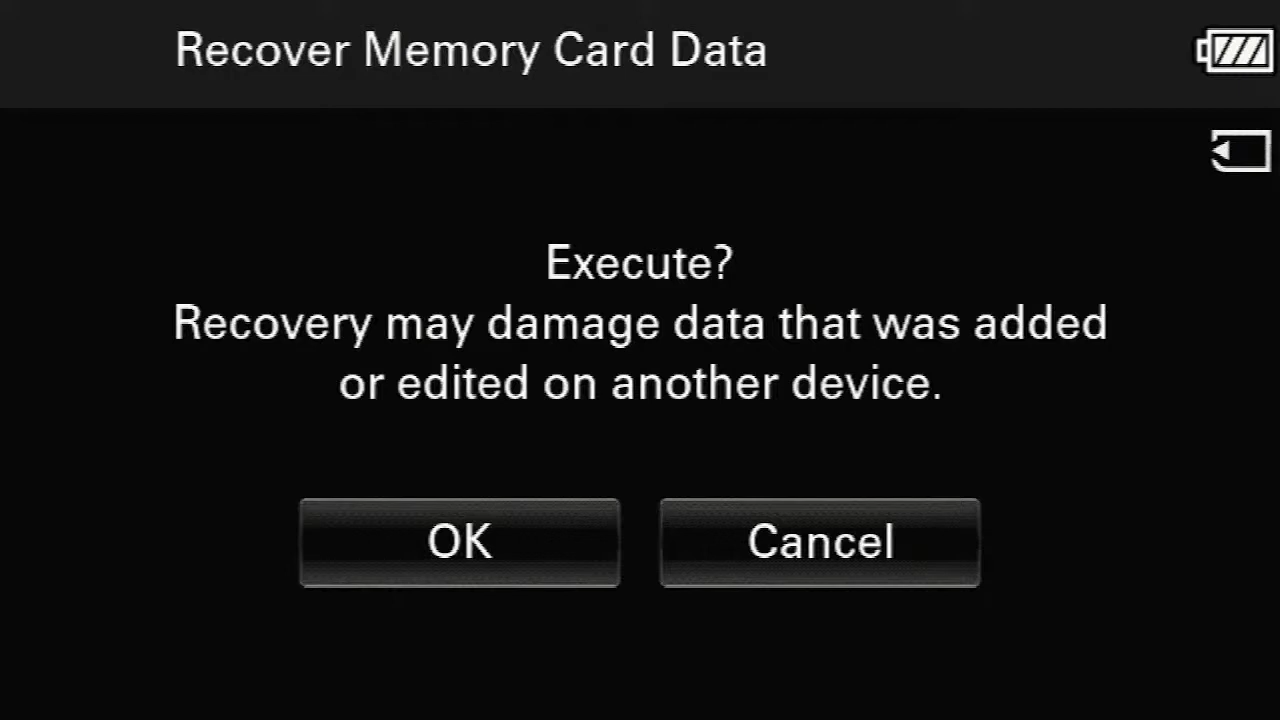 Recover Memory Card Data
Execute?
Recovery may damage data that was added
or edited on another device.
OK
Cancel